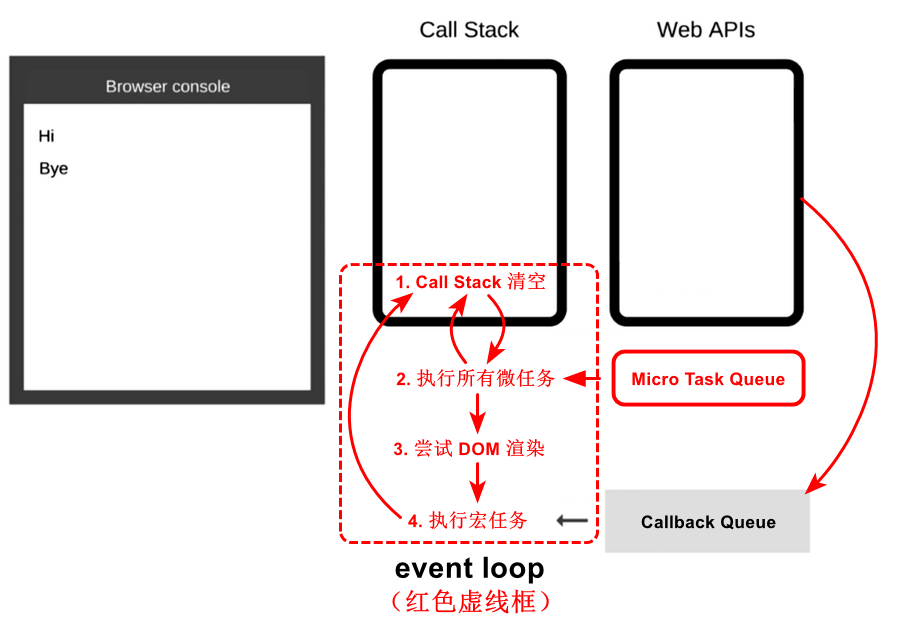 Call Stack
Web APIs
Browser console
Hi
Bye
1. Call Stack 清空
2. 执行所有微任务
Micro Task Queue
3. 尝试 DOM 渲染
4. 执行宏任务
Callback Queue
event loop
（红色虚线框）